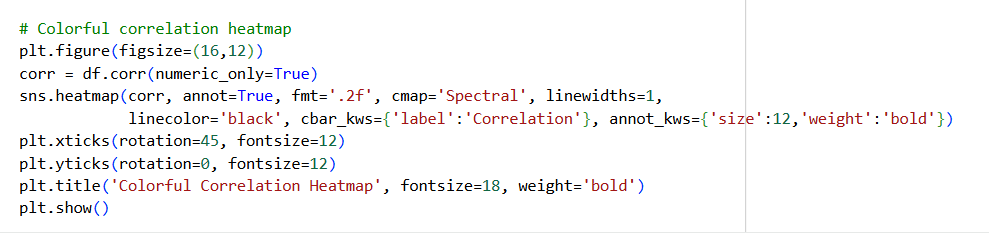 # Colorful correlation heatmap
plt.figure(figsize=(16,12))
corr = df.corr(numeric_only=True)
sns.heatmap(corr, annot=True, fmt='.2f', cmap='Spectral', linewidths=1,
            linecolor='black', cbar_kws={'label':'Correlation'}, annot_kws={'size':12,'weight':'bold'})
plt.xticks(rotation=45, fontsize=12)
plt.yticks(rotation=0, fontsize=12)
plt.title('Colorful Correlation Heatmap', fontsize=18, weight='bold')
plt.show()